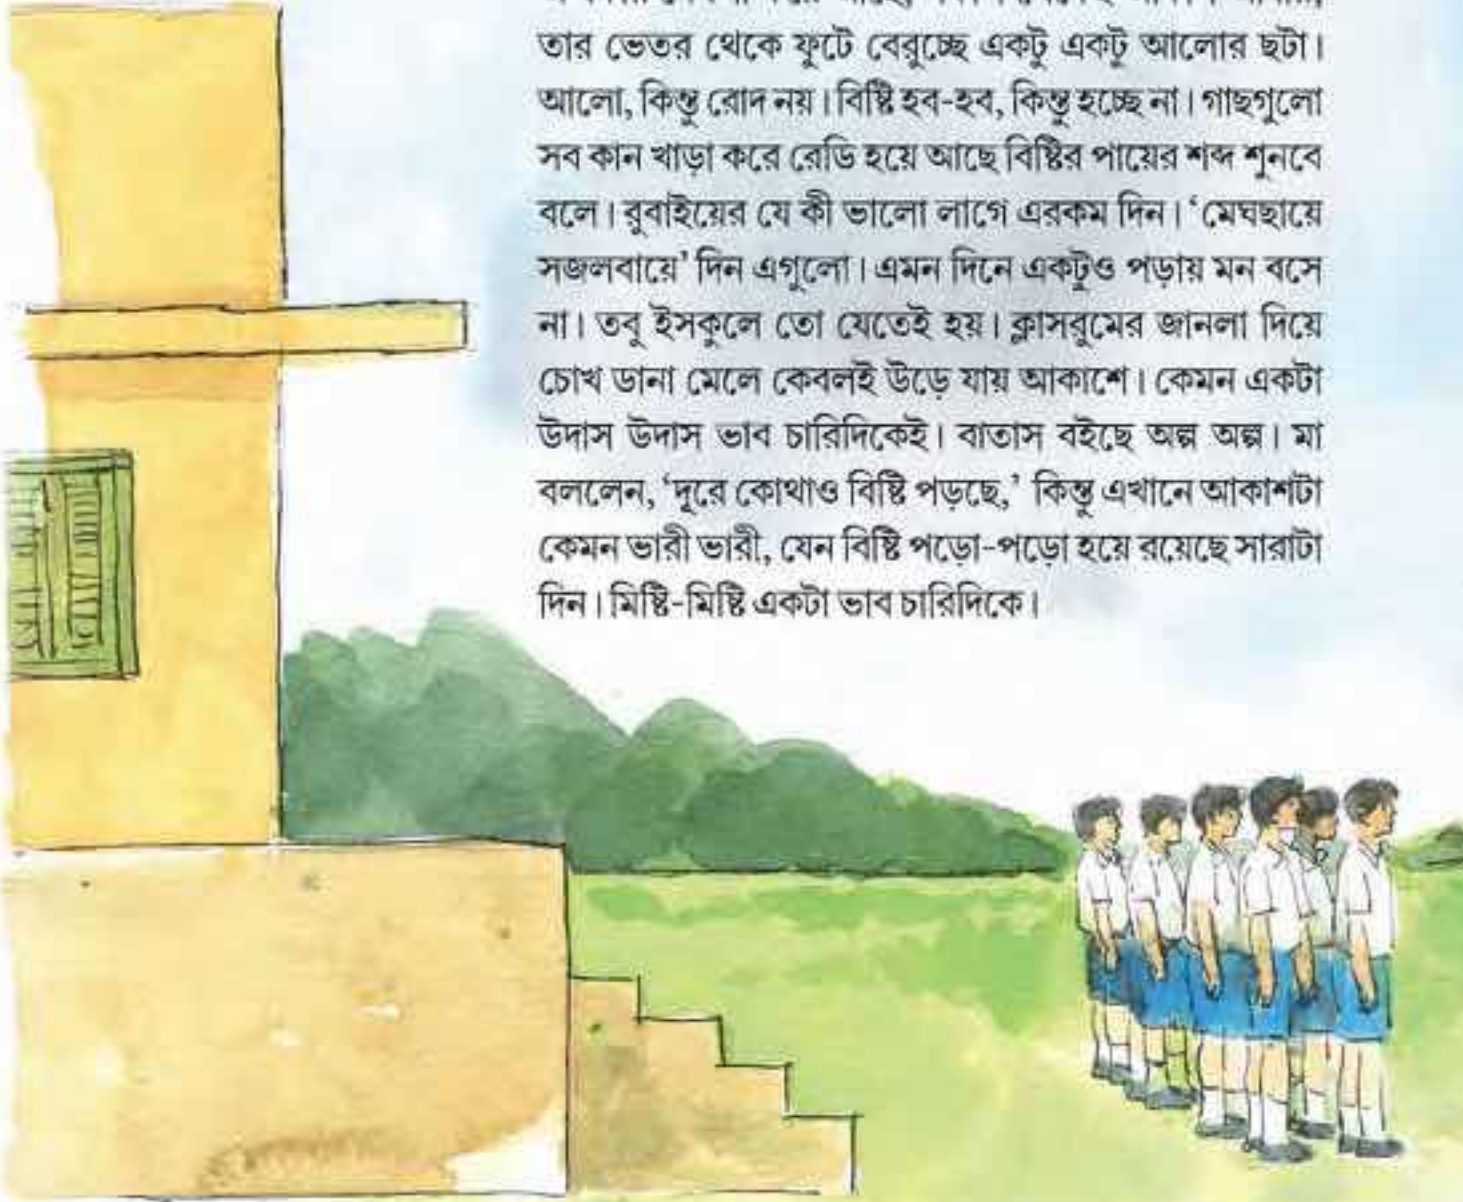 তার ভেতর থেকে ফুটে বেরুচ্ছে একটু একটু আলোর ছটা।
আলো, কিন্তু রোদ নয়। বিষ্টি হব-হব, কিন্তু হচ্ছে না। গাছগুলো
সব কান খাড়া করে রেডি হয়ে আছে বিষ্টির পায়ের শব্দ শুনবে
বলে। রুবাইয়ের যে কী ভালো লাগে এরকম দিন। ‘মেঘছায়ে
সজলবায়ে’ দিন এগুলো। এমন দিনে একটুও পড়ায় মন বসে
না। তবু ইসকুলে তো যেতেই হয়। ক্লাসরুমের জানলা দিয়ে
চোখ ডানা মেলে কেবলই উড়ে যায় আকাশে। কেমন একটা
উদাস উদাস ভাব চারিদিকেই। বাতাস বইছে অল্প অল্প। মা
বললেন, ‘দূরে কোথাও বিষ্টি পড়ছে,’ কিন্তু এখানে আকাশটা
কেমন ভারী ভারী, যেন বিষ্টি পড়ো-পড়ো হয়ে রয়েছে সারাটা
দিন। মিষ্টি-মিষ্টি একটা ভাব চারিদিকে।